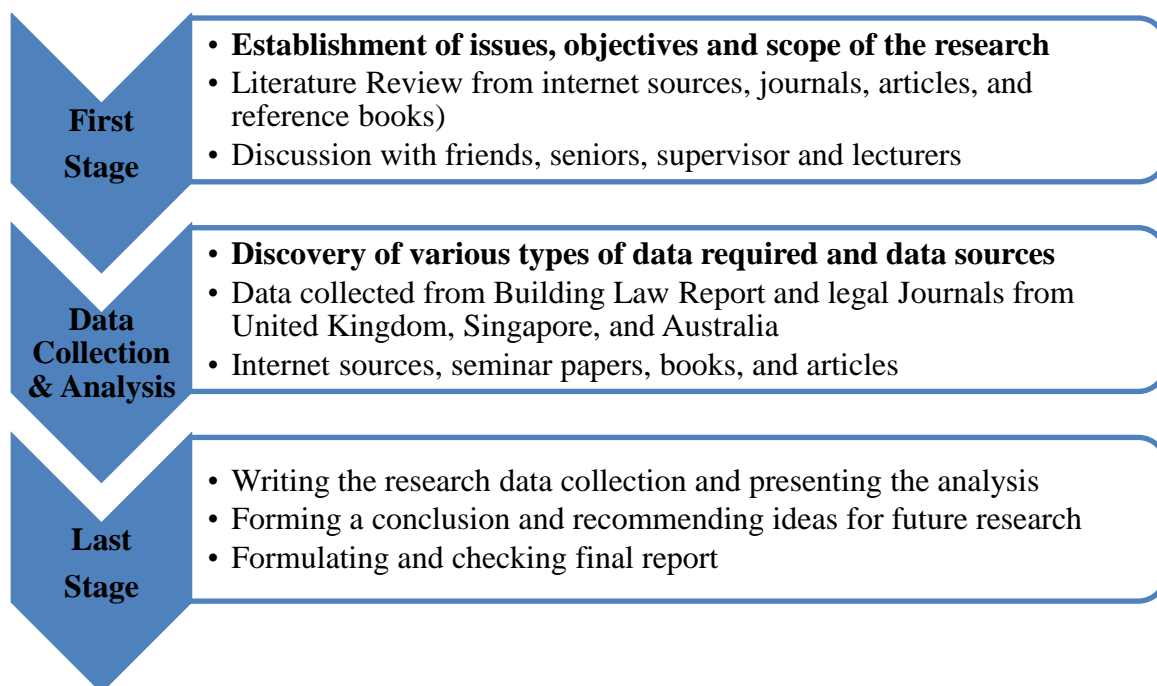 First
Stage
• Establishment of issues, objectives and scope of the research
• Literature Review from internet sources, journals, articles, and
reference books)
• Discussion with friends, seniors, supervisor and lecturers
Data
Collection
& Analysis
• Discovery of various types of data required and data sources
• Data collected from Building Law Report and legal Journals from
United Kingdom, Singapore, and Australia
• Internet sources, seminar papers, books, and articles
Last
Stage
• Writing the research data collection and presenting the analysis
• Forming a conclusion and recommending ideas for future research
• Formulating and checking final report